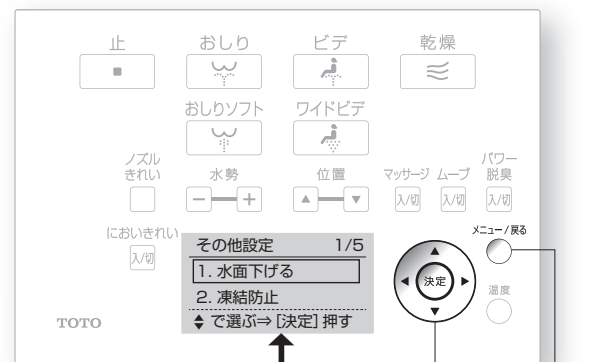 止 おしり ビデ 乾燥
おしりソフト ワイドビデ
ノズル
きれい
水勢 位置 マッサージ ムーブ パワー
脱臭
入/切 入/切 入/切
においきれい
入/切
メニュー/戻る
その他設定 1/5
1. 水面下げる
2. 凍結防止
で選ぶ⇒[決定]押す
決定
温度
TOTO